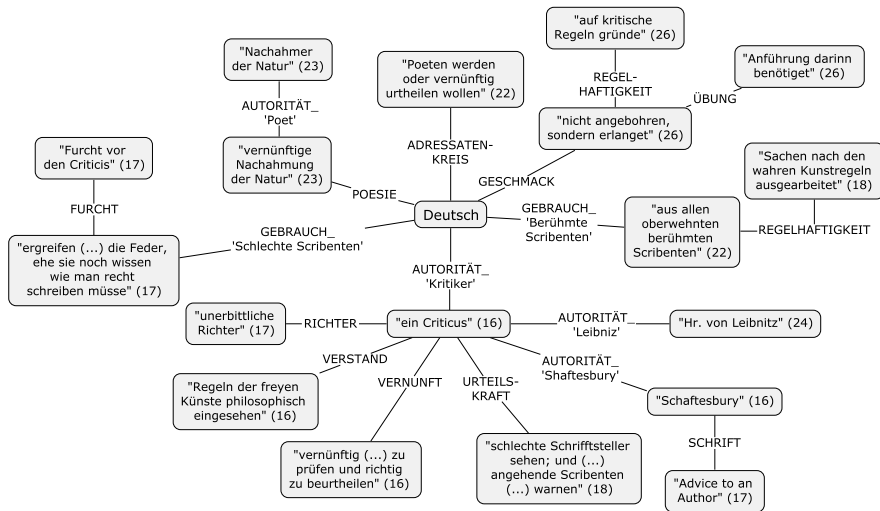 "auf kritische
Regeln gründe" (26)
"Nachahmer
der Natur" (23)
"Poeten werden
oder vernünftig
urtheilen wollen" (22)
"Anführung darinn
benötiget" (26)
REGEL-
HAFTIGKEIT
ÜBUNG
AUTORITÄT_
'Poet'
"nicht angebohren,
sondern erlanget" (26)
ADRESSATEN-
KREIS
"Furcht vor
den Criticis" (17)
"vernünftige
Nachahmung
der Natur" (23)
"Sachen nach den
wahren Kunstregeln
ausgearbeitet" (18)
GESCHMACK
POESIE
FURCHT
Deutsch
GEBRAUCH_
'Berühmte
Scribenten'
"aus allen
oberwehnten
berühmten
Scribenten" (22)
REGELHAFTIGKEIT
GEBRAUCH_
'Schlechte Scribenten'
"ergreifen (...) die Feder,
ehe sie noch wissen
wie man recht
schreiben müsse" (17)
AUTORITÄT_
'Kritiker'
"unerbittliche
Richter" (17)
RICHTER
"ein Criticus" (16)
AUTORITÄT_
'Leibniz'
"Hr. von Leibnitz" (24)
VERSTAND
AUTORITÄT_
'Shaftesbury'
VERNUNFT
URTEILS-
KRAFT
"Regeln der freyen
Künste philosophisch
eingesehen" (16)
"Schaftesbury" (16)
SCHRIFT
"vernünftig (...) zu
prüfen und richtig
zu beurtheilen" (16)
"schlechte Schrifftsteller
sehen; und (...)
angehende Scribenten
(...) warnen" (18)
"Advice to an
Author" (17)